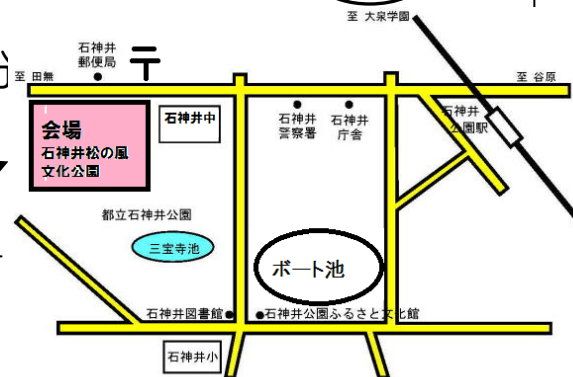 至 大泉学園
石神井
郵便局
〒
至 田無
至 谷原
会場
石神井松の風
文化公園
石神井中
石神井
警察署
石神井
庁舎
石神井
公園駅
都立石神井公園
三宝寺池
ボート池
石神井図書館
石神井公園ふるさと文化館
石神井小